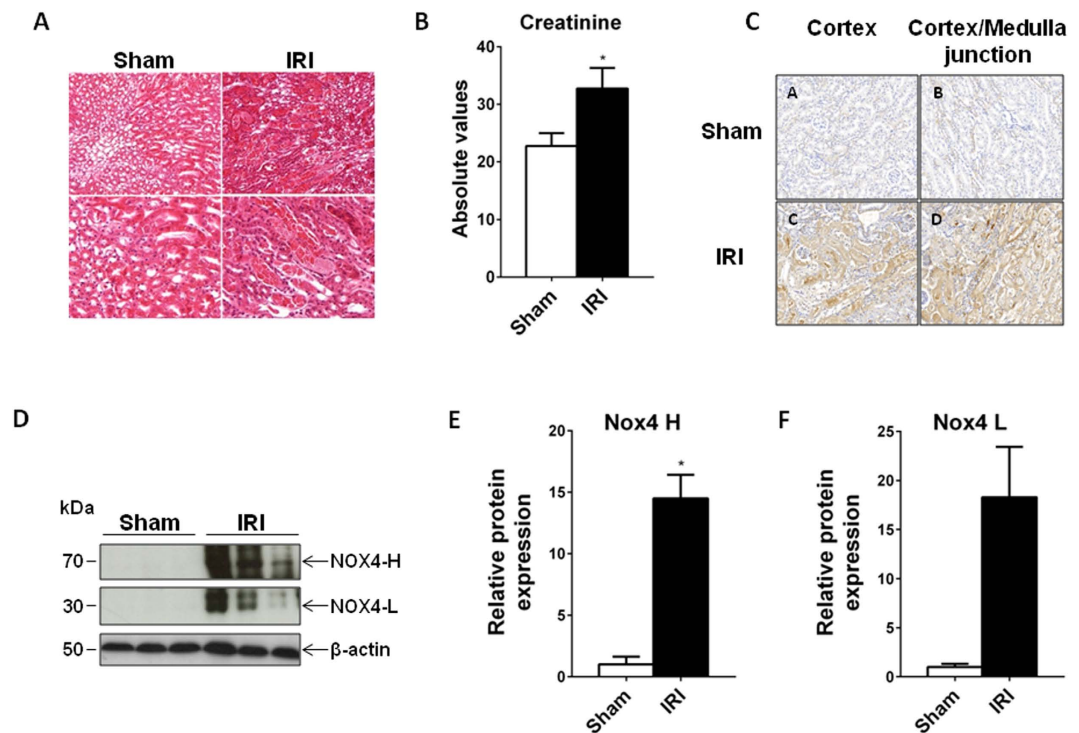 A
Sham IRI
B
Creatinine
Absolute values
40
30
20
10
0
*
Sham
IRI
C
Cortex
Cortex/Medulla
junction
Sham
A
B
IRI
C
D
D
kDa
Sham
IRI
70
NOX4-H
30
NOX4-L
50
β-actin
E
Nox4 H
Relative protein
expression
20
15
10
5
0
*
Sham
IRI
F
Nox4 L
Relative protein
expression
25
20
15
10
5
0
Sham
IRI